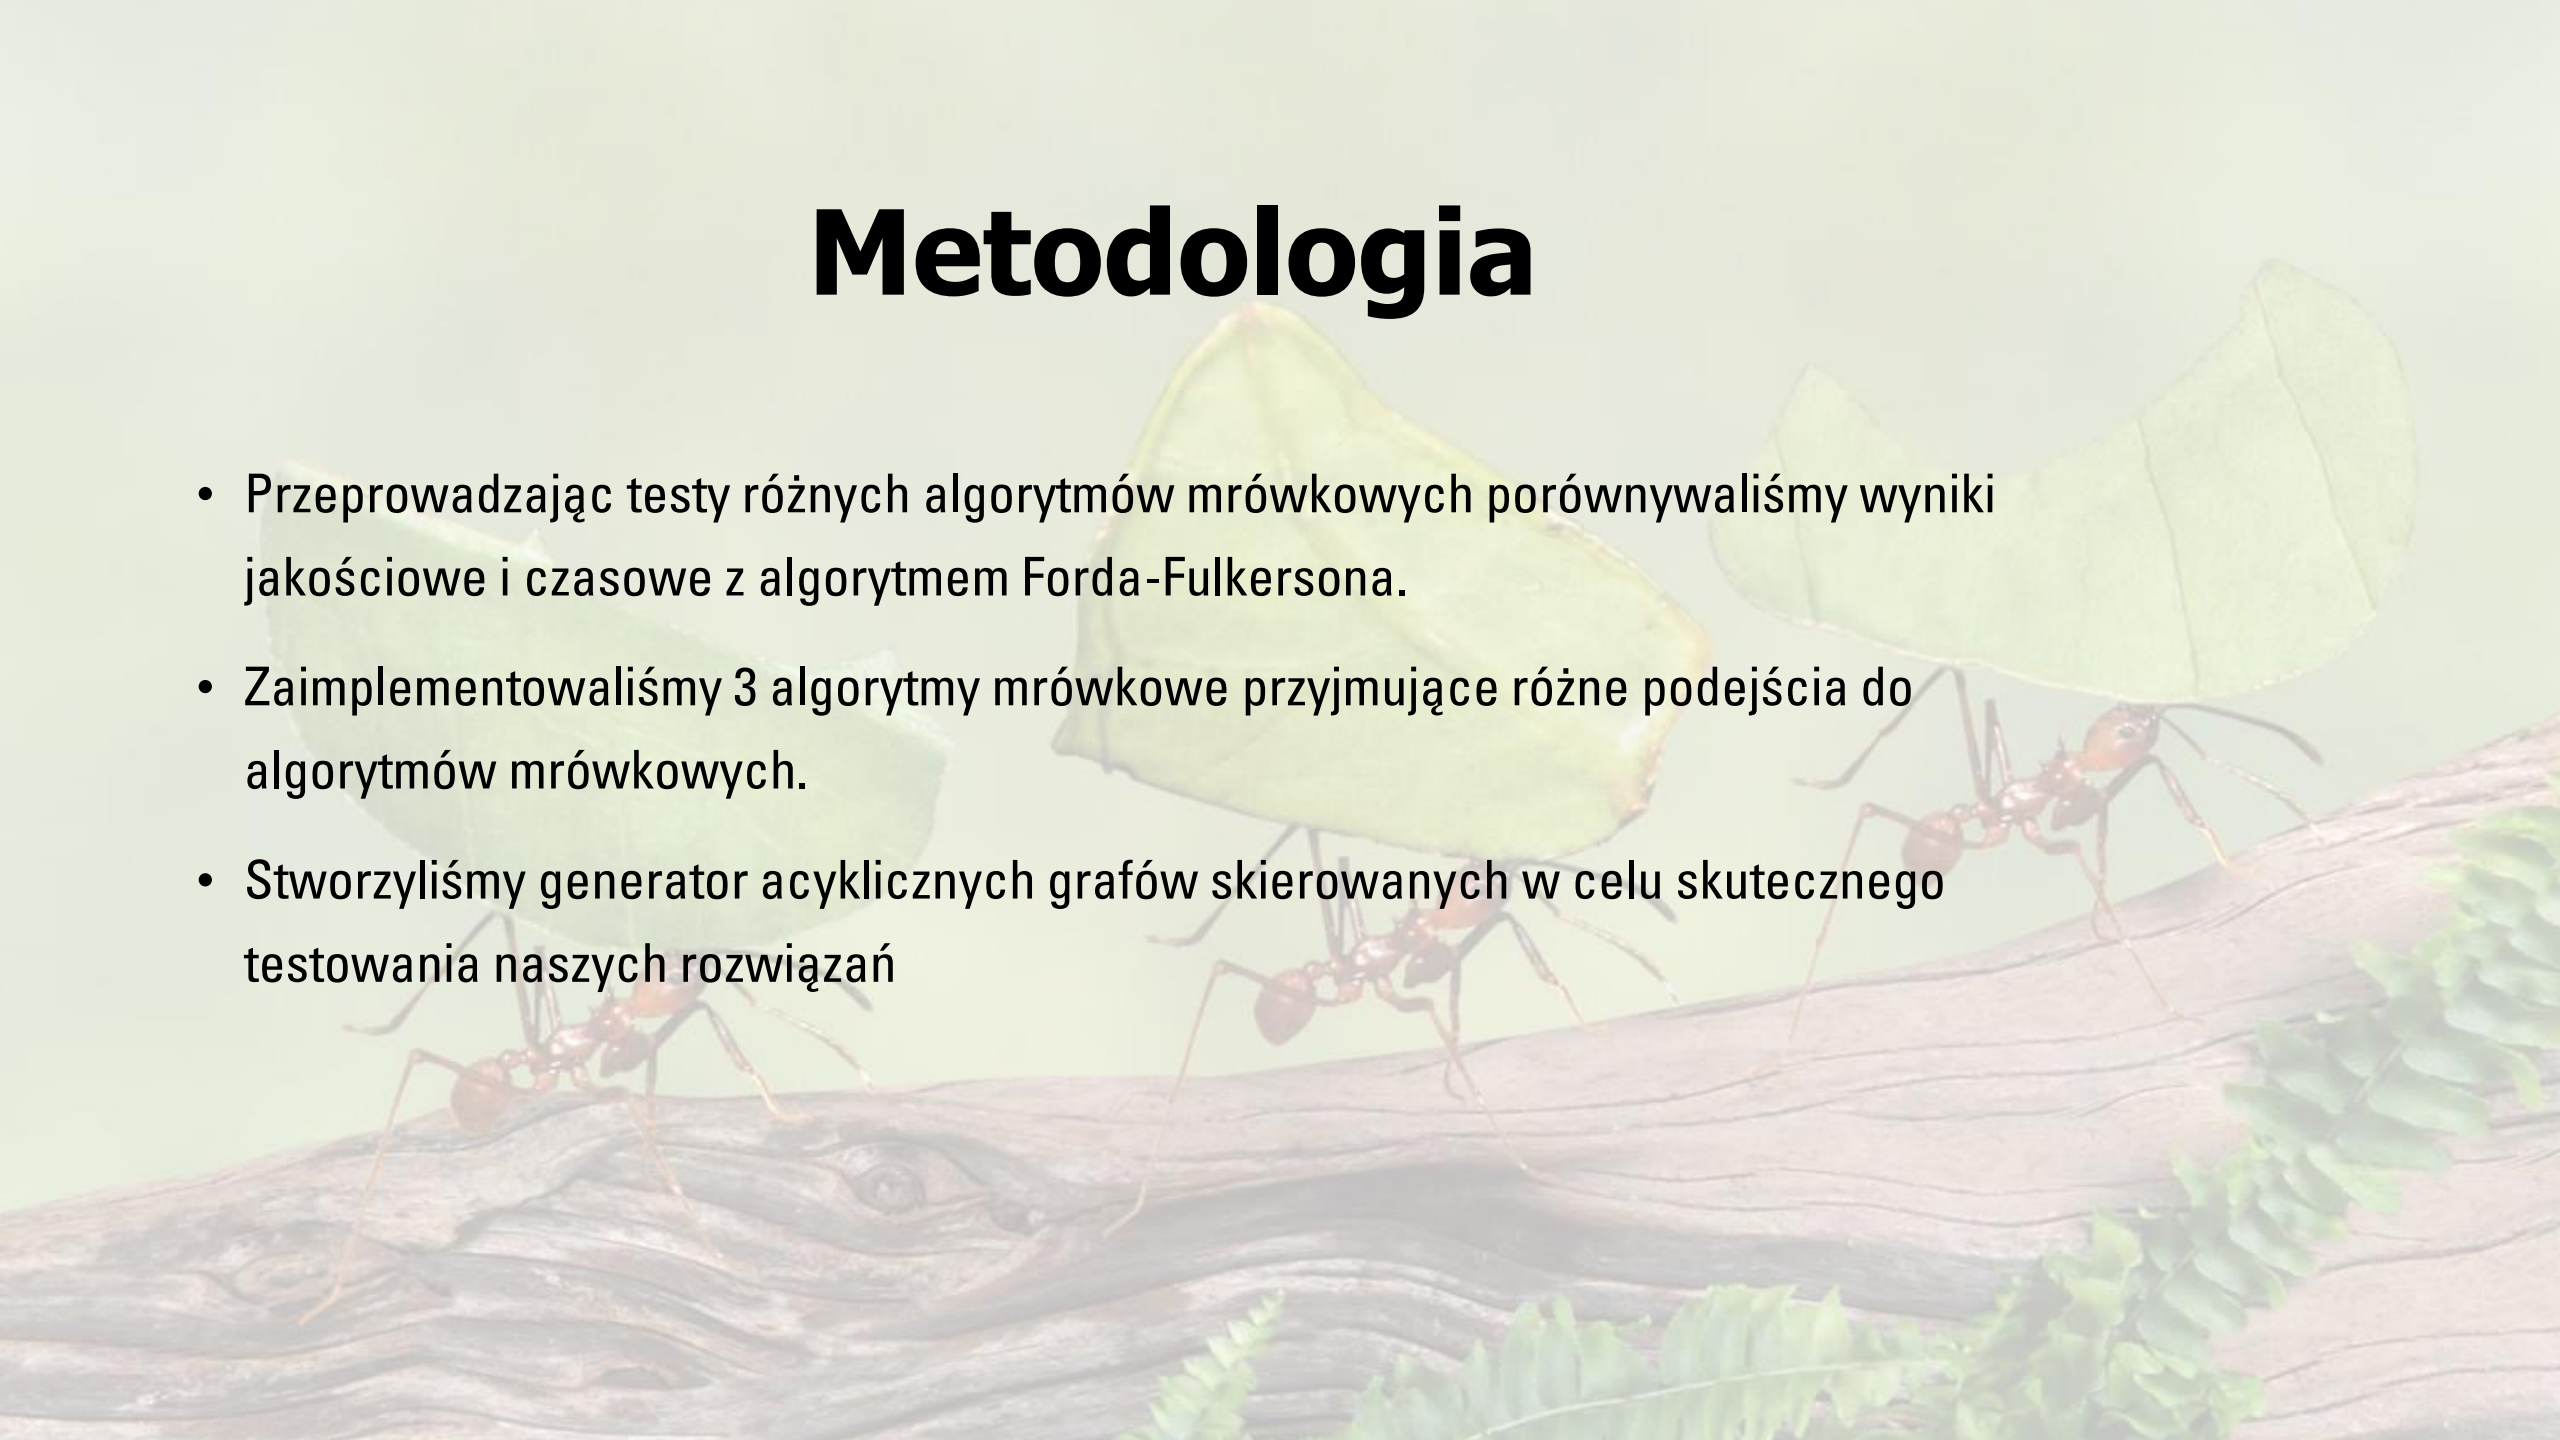 Metodologia
• Przeprowadzając testy różnych algorytmów mrówkowych porównywaliśmy wyniki
jakościowe i czasowe z algorytmem Forda-Fulkersona.
• Zaimplementowaliśmy 3 algorytmy mrówkowe przyjmujące różne podejścia do
algorytmów mrówkowych.
• Stworzyliśmy generator acyklicznych grafów skierowanych w celu skutecznego
testowania naszych rozwiązań